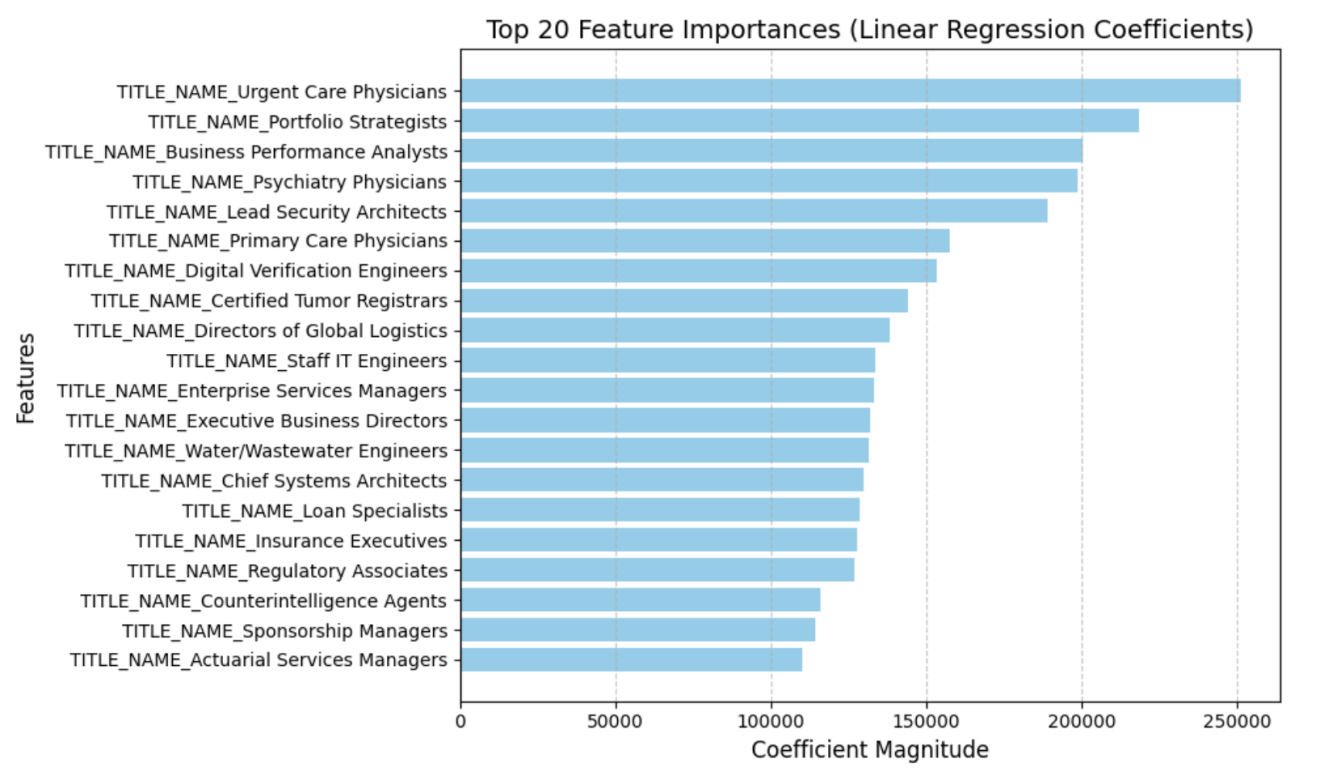 Top 20 Feature Importances (Linear Regression Coefficients)
Features
TITLE_NAME_Urgent Care Physicians
TITLE_NAME_Portfolio Strategists
TITLE_NAME_Business Performance Analysts
TITLE_NAME_Psychiatry Physicians
TITLE_NAME_Lead Security Architects
TITLE_NAME_Primary Care Physicians
TITLE_NAME_Digital Verification Engineers
TITLE_NAME_Certified Tumor Registrars
TITLE_NAME_Directors of Global Logistics
TITLE_NAME_Staff IT Engineers
TITLE_NAME_Enterprise Services Managers
TITLE_NAME_Executive Business Directors
TITLE_NAME_Water/Wastewater Engineers
TITLE_NAME_Chief Systems Architects
TITLE_NAME_Loan Specialists
TITLE_NAME_Insurance Executives
TITLE_NAME_Regulatory Associates
TITLE_NAME_Counterintelligence Agents
TITLE_NAME_Sponsorship Managers
TITLE_NAME_Actuarial Services Managers
0 50000 100000 150000 200000 250000
Coefficient Magnitude